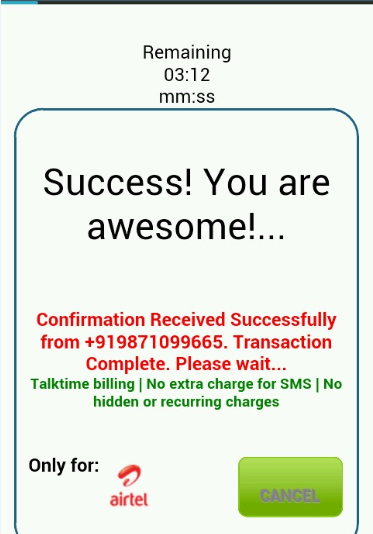 Remaining
03:12
mm:ss
Success! You are
awesome!...
Confirmation Received Successfully
from +919871099665. Transaction
Complete. Please wait...
Talktime billing | No extra charge for SMS | No
hidden or recurring charges
Only for:
airtel
CANCEL